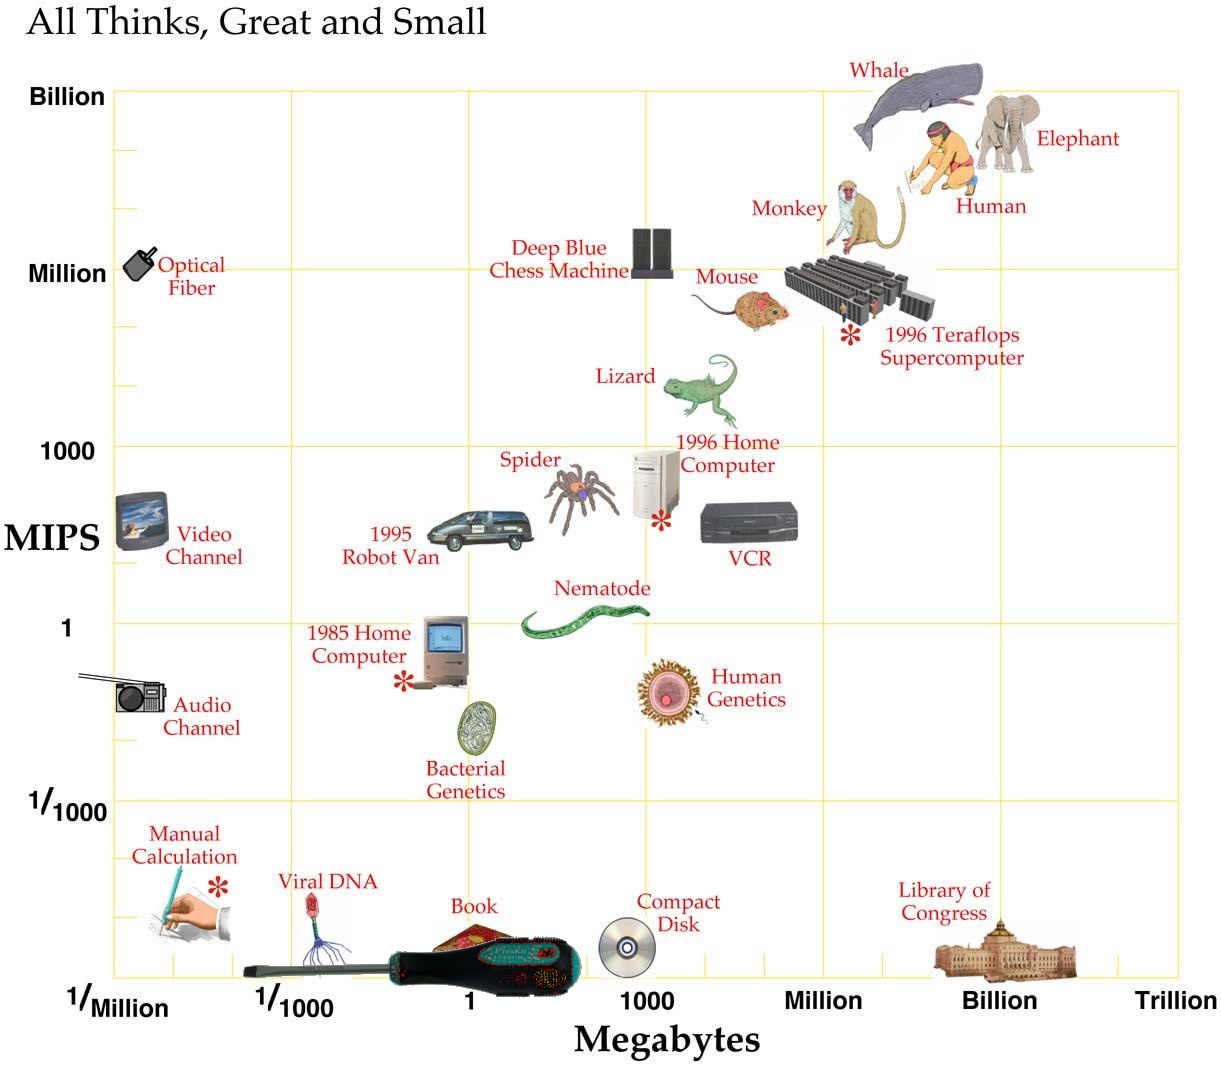 All Thinks, Great and Small
Whale
Billion
Elephant
Monkey
Human
Deep Blue
Chess Machine
Optical
Fiber
Million
Mouse
1996 Teraflops
Supercomputer
Lizard
1000
1996 Home
Computer
Spider
MIPS
Video
Channel
1995
Robot Van
VCR
Nematode
1
1985 Home
Computer
Human
Genetics
Audio
Channel
Bacterial
Genetics
1/1000
Manual
Calculation
Viral DNA
Book
Compact
Disk
Library of
Congress
1/Million
1/1000
1
1000
Million
Billion
Trillion
Megabytes